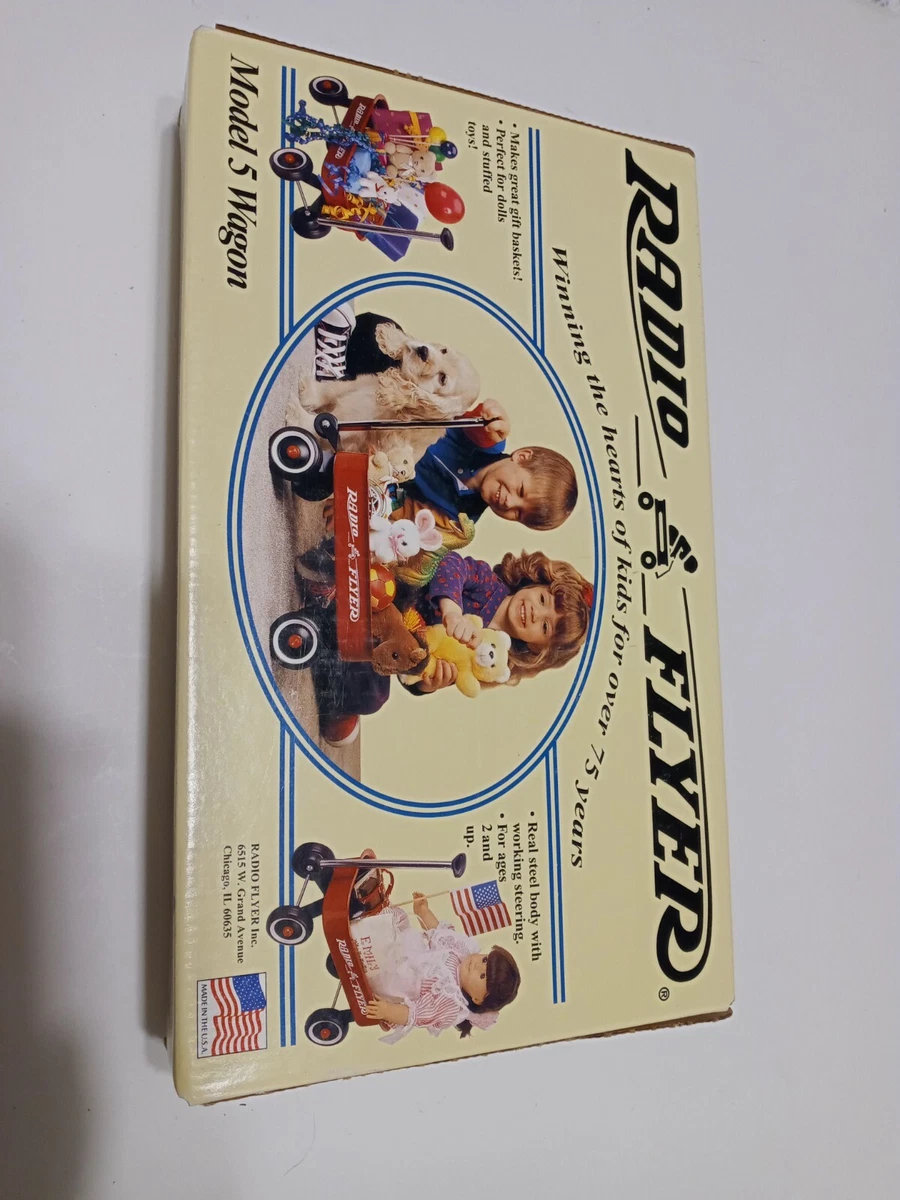 RADIO FLYER®
Winning the hearts of kids for over 75 years
• Makes great gift baskets!
• Perfect for dolls
and stuffed
toys!
RADIO FLYER
RADIO FLYER
• Real steel body with
working steering.
• For ages
2 and
up.
RADIO FLYER
Model 5 Wagon
RADIO FLYER Inc.
6515 W. Grand Avenue
Chicago, IL 60635
MADE IN THE U.S.A.